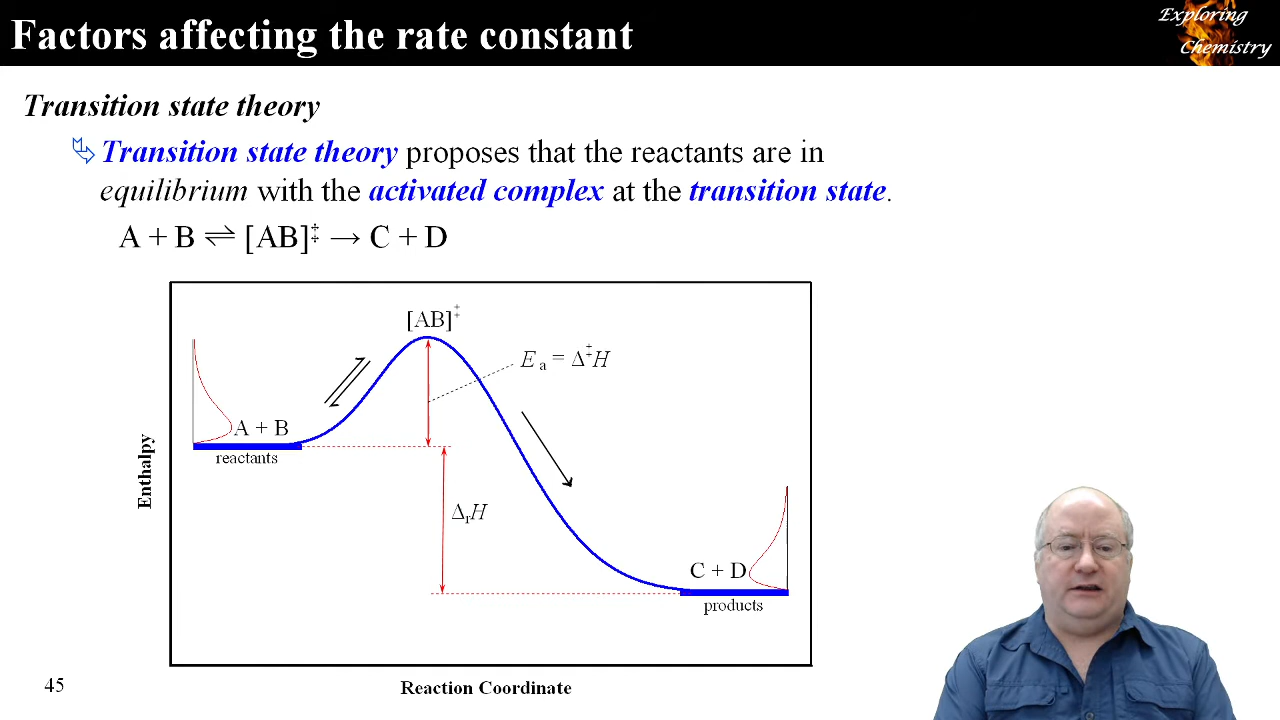 Factors affecting the rate constant
Exploring
Chemistry
Transition state theory
Transition state theory proposes that the reactants are in
equilibrium with the activated complex at the transition state.
A + B ⇌ [AB]‡ → C + D
[AB]‡
Ea = Δ‡H
A + B
reactants
Enthalpy
ΔrH
C + D
products
45
Reaction Coordinate